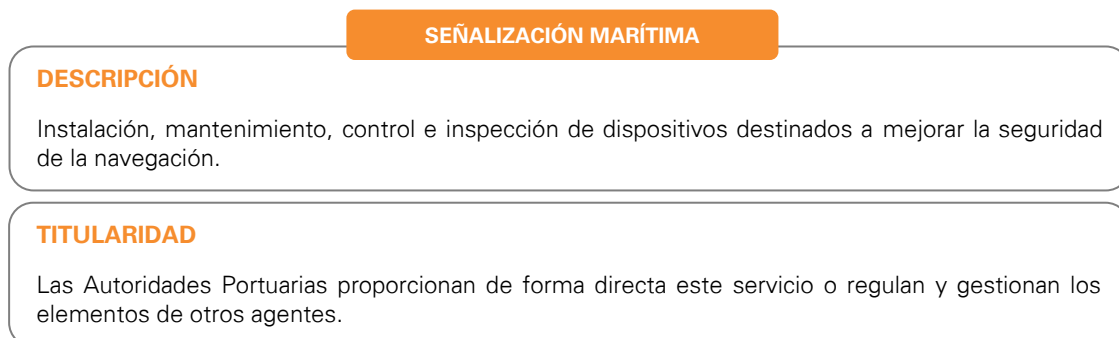 SEÑALIZACIÓN MARÍTIMA
DESCRIPCIÓN
Instalación, mantenimiento, control e inspección de dispositivos destinados a mejorar la seguridad
de la navegación.
TITULARIDAD
Las Autoridades Portuarias proporcionan de forma directa este servicio o regulan y gestionan los
elementos de otros agentes.